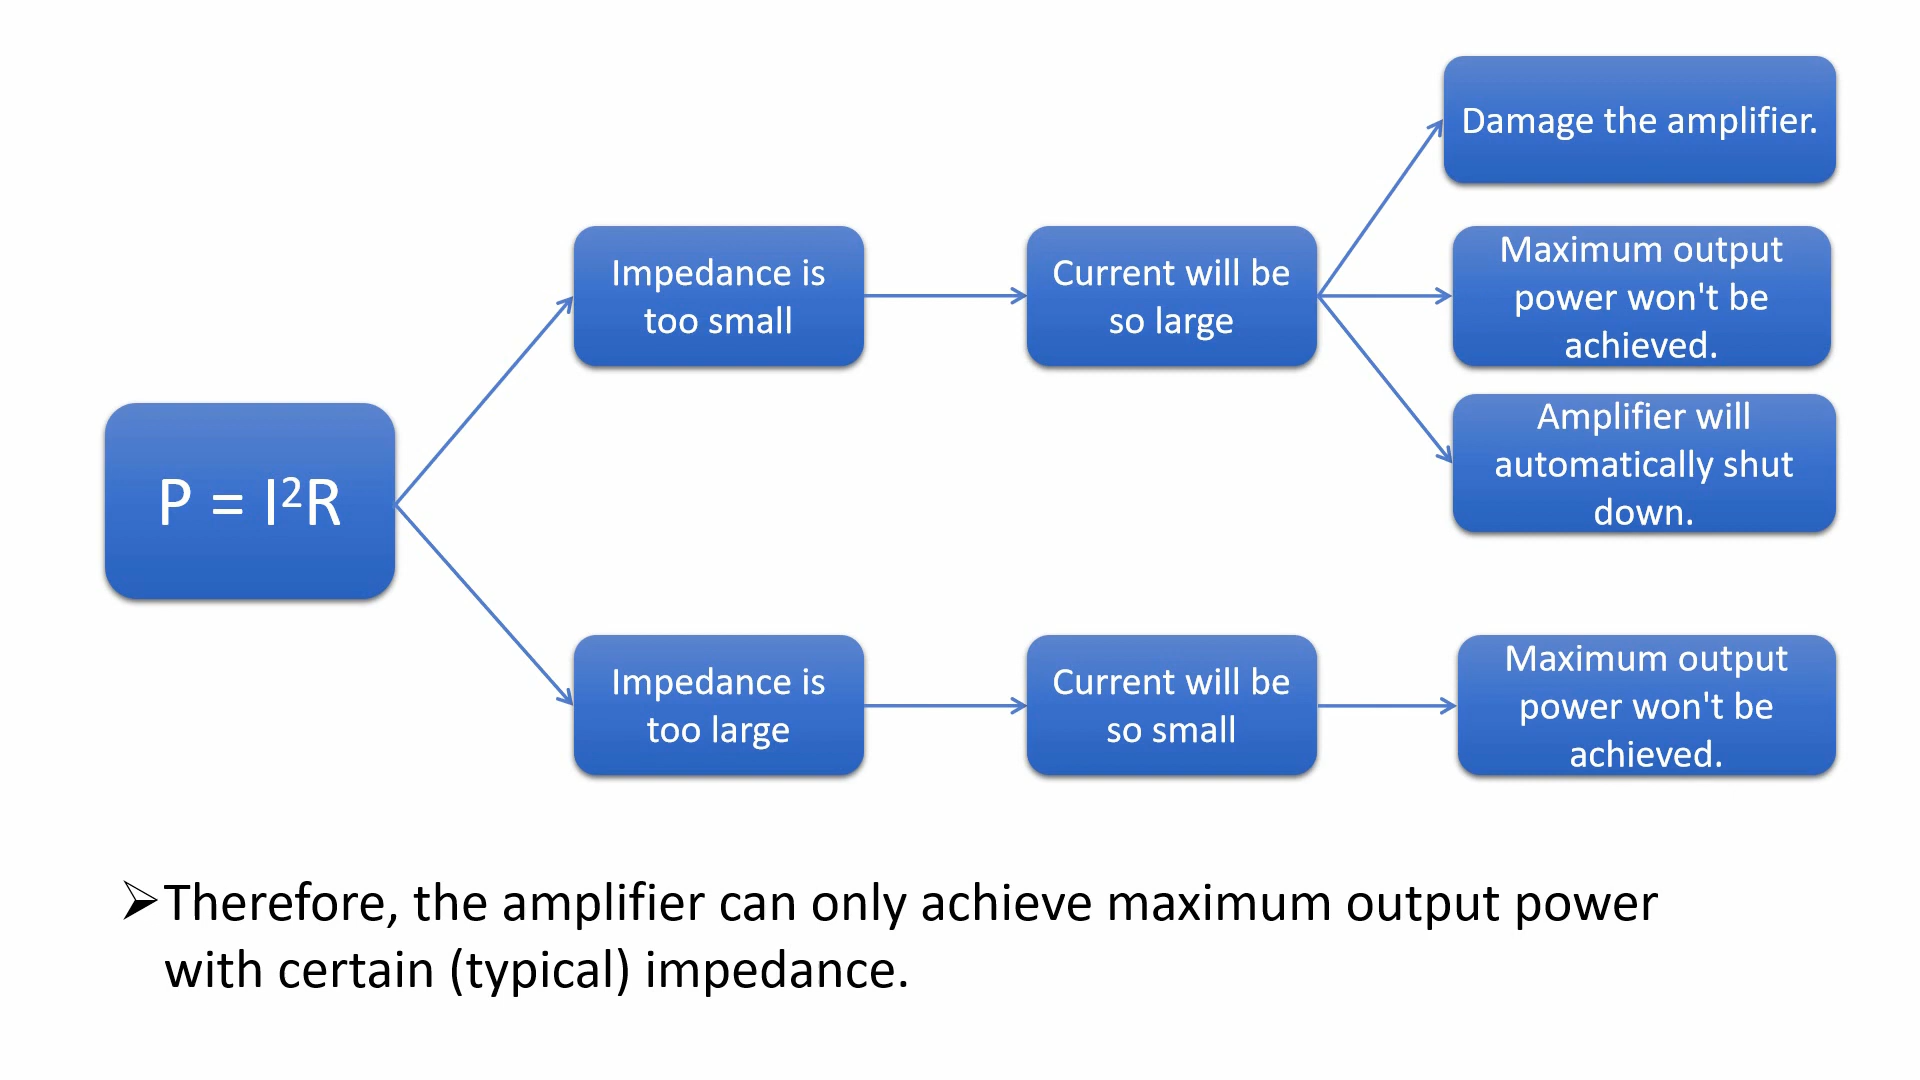 P = I²R
Impedance is
too small
Current will be
so large
Damage the amplifier.
Maximum output
power won't be
achieved.
Amplifier will
automatically shut
down.
Impedance is
too large
Current will be
so small
Maximum output
power won't be
achieved.
➢Therefore, the amplifier can only achieve maximum output power
with certain (typical) impedance.